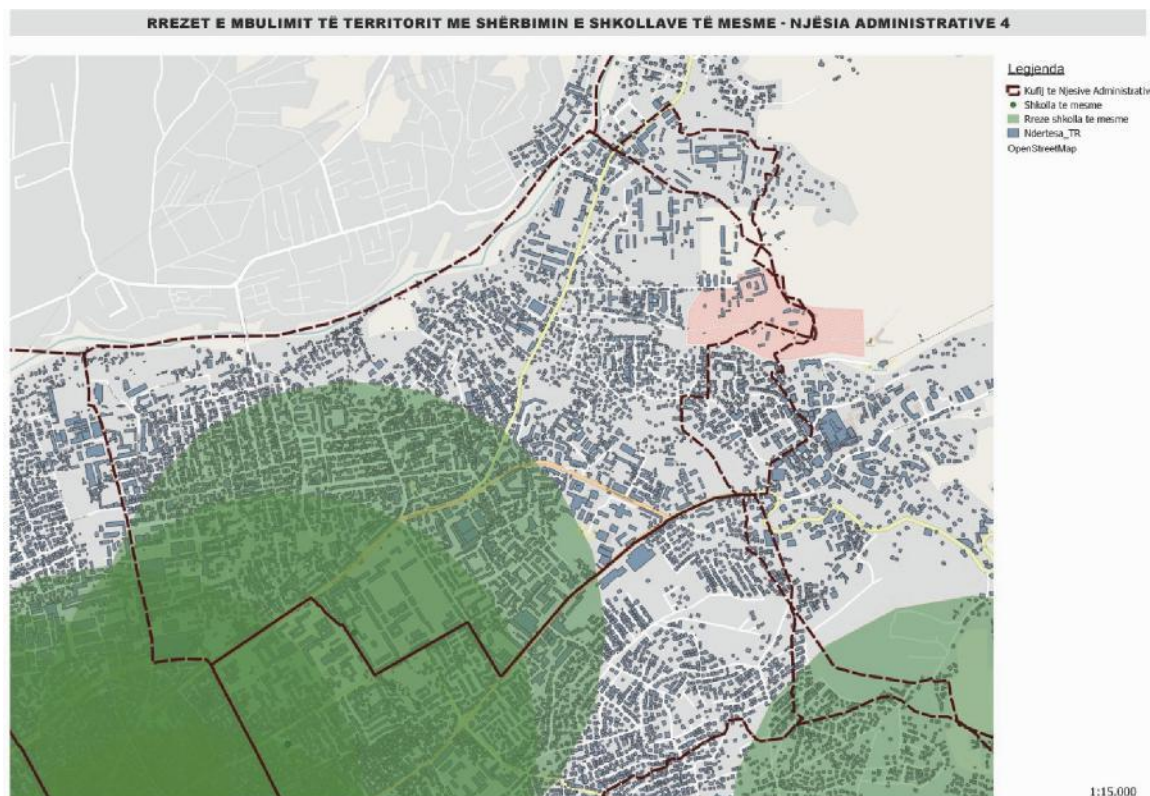 RREZET E MBULIMIT TË TERRITORIT ME SHËRBIMIN E SHKOLLAVE TË MESME - NJËSIA ADMINISTRATIVE 4
Legjenda
Kufij te Njesive Administrative
Shkolla te mesme
Rreze shkolla te mesme
Ndertesa_TR
OpenStreetMap
1:15.000